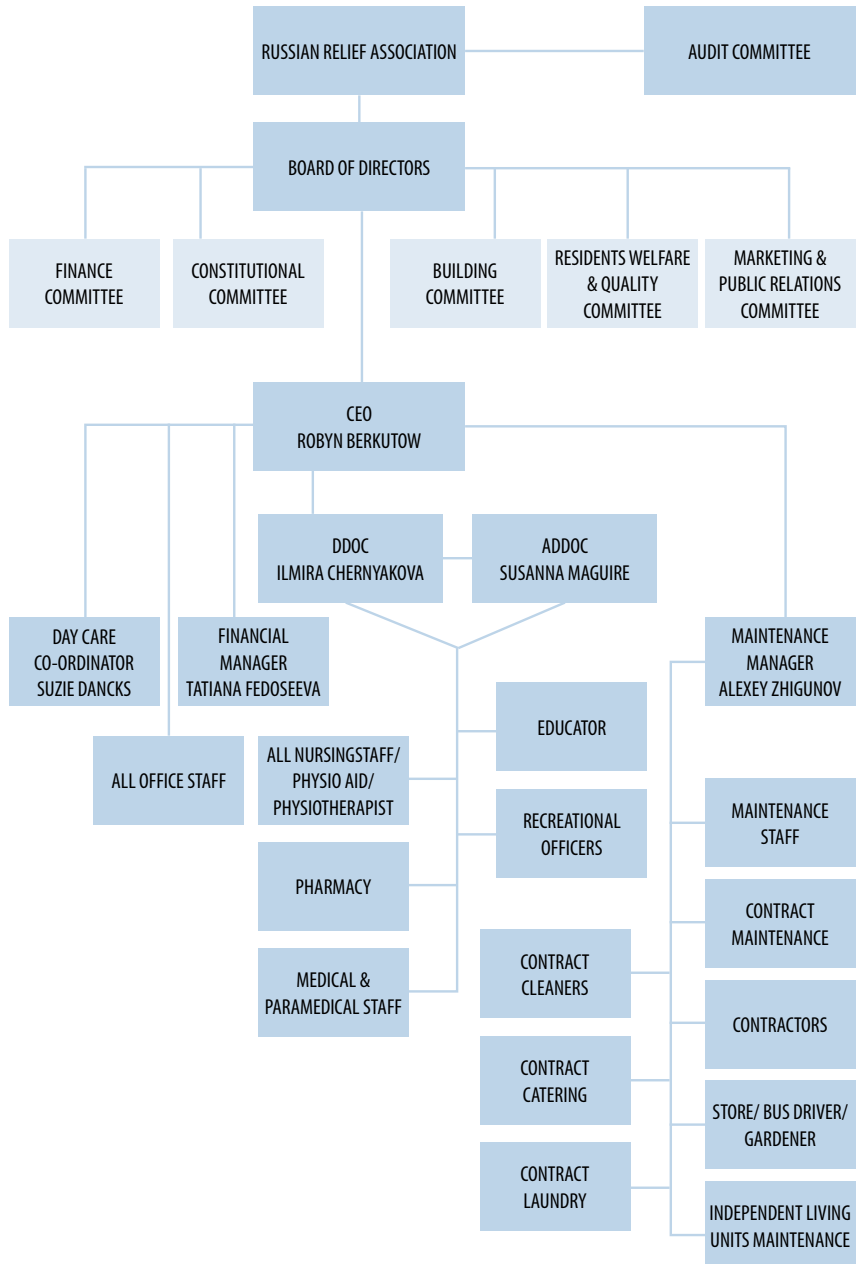 RUSSIAN RELIEF ASSOCIATION
AUDIT COMMITTEE
BOARD OF DIRECTORS
FINANCE
COMMITTEE
CONSTITUTIONAL
COMMITTEE
BUILDING
COMMITTEE
RESIDENTS WELFARE
& QUALITY
COMMITTEE
MARKETING &
PUBLIC RELATIONS
COMMITTEE
CEO
ROBYN BERKUTOW
DDOC
ILMIRA CHERNYAKOVA
ADDOC
SUSANNA MAGUIRE
DAY CARE
CO-ORDINATOR
SUZIE DANCKS
FINANCIAL
MANAGER
TATIANA FEDOSEEVA
MAINTENANCE
MANAGER
ALEXEY ZHIGUNOV
ALL OFFICE STAFF
ALL NURSINGSTAFF/
PHYSIO AID/
PHYSIOTHERAPIST
EDUCATOR
RECREATIONAL
OFFICERS
MAINTENANCE
STAFF
PHARMACY
CONTRACT
MAINTENANCE
MEDICAL &
PARAMEDICAL STAFF
CONTRACT
CLEANERS
CONTRACTORS
CONTRACT
CATERING
STORE/ BUS DRIVER/
GARDENER
CONTRACT
LAUNDRY
INDEPENDENT LIVING
UNITS MAINTENANCE